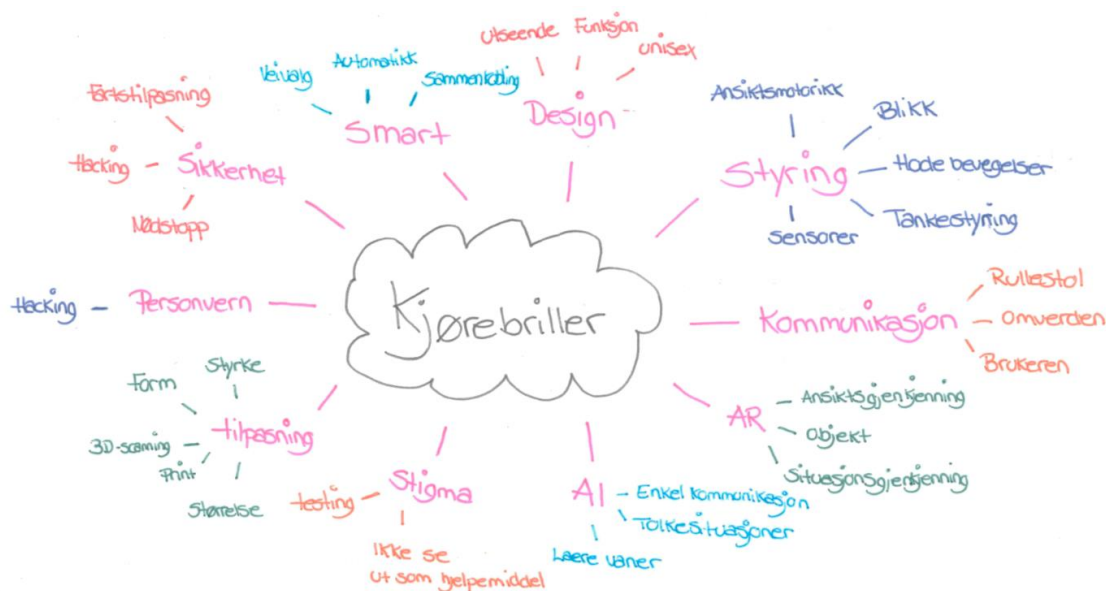 Kjørebriller
Design
Utseende
Funksjon
Unisex
Styring
Ansiktsmotorikk
Blikk
Hode bevegelser
Tankestyring
Sensorer
Kommunikasjon
Rullestol
Omverden
Brukeren
AR
Ansiktsgjenkjenning
Objekt
Situasjonsgjenkjenning
AI
Enkel kommunikasjon
Tolke situasjoner
Laere vaner
Stigma
testing
Ikke se
ut som hjelpemiddel
tilpasning
Styrke
Form
3D-scanning
Print
Størrelse
Personvern
Hacking
Sikkerhet
Fartstilpasning
Hacking
Nødstopp
Smart
Veivalg
Automatikk
Sammenkobling